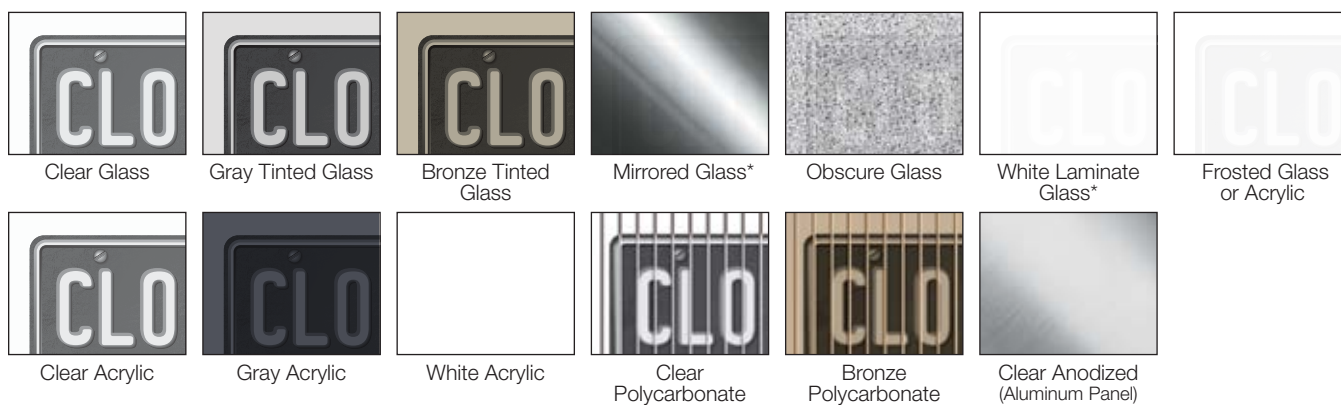 CLO CLO CLO
Clear Glass Gray Tinted Glass Bronze Tinted Mirrored Glass* Obscure Glass White Laminate Frosted Glass
Glass Glass* or Acrylic
CLO CLO CLO CLO
Clear Acrylic Gray Acrylic White Acrylic Clear Bronze Clear Anodized
Polycarbonate Polycarbonate (Aluminum Panel)